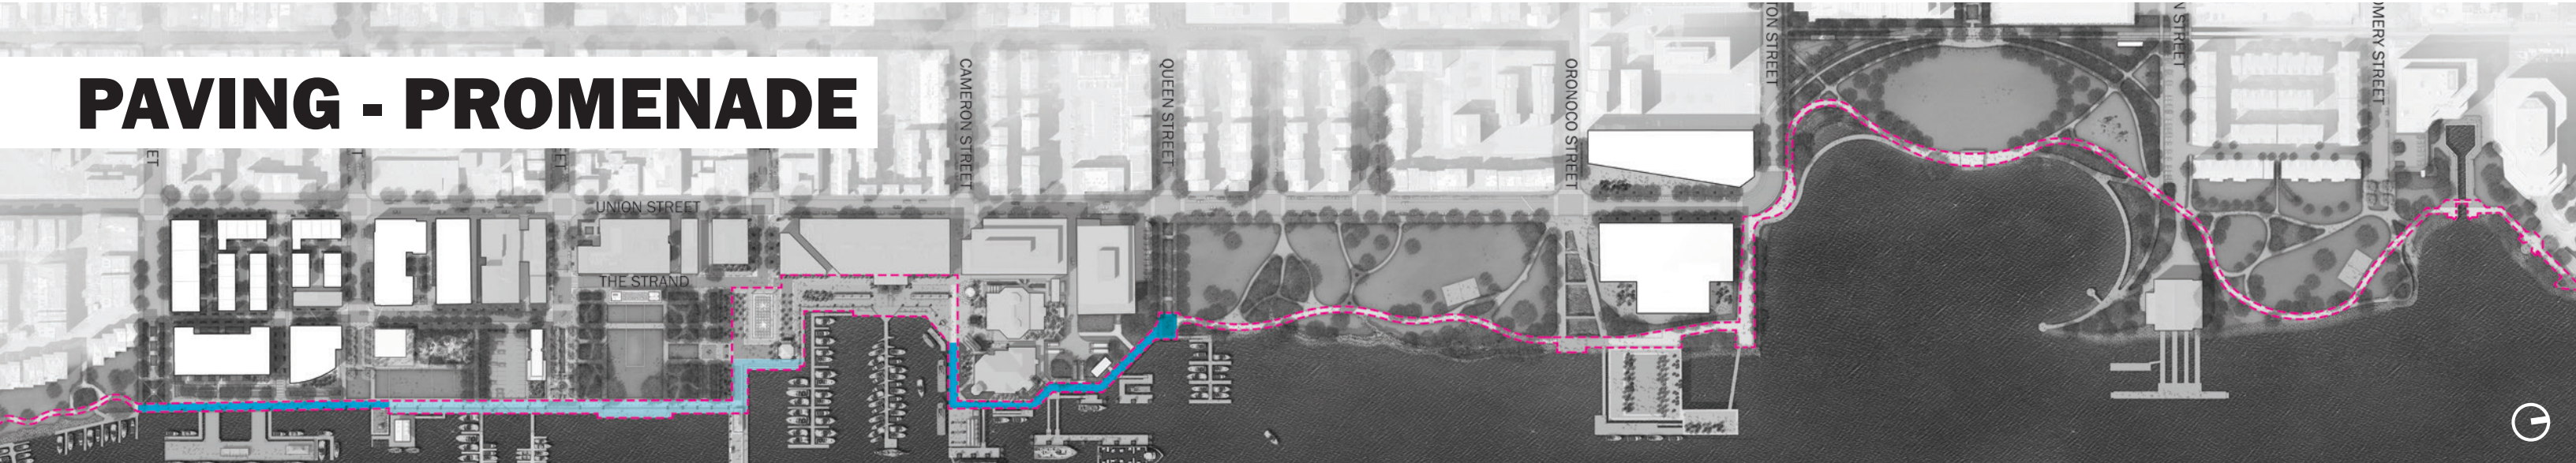 PAVING - PROMENADE
CAMERON STREET
QUEEN STREET
ORONOCO STREET
UNION STREET
THE STRAND